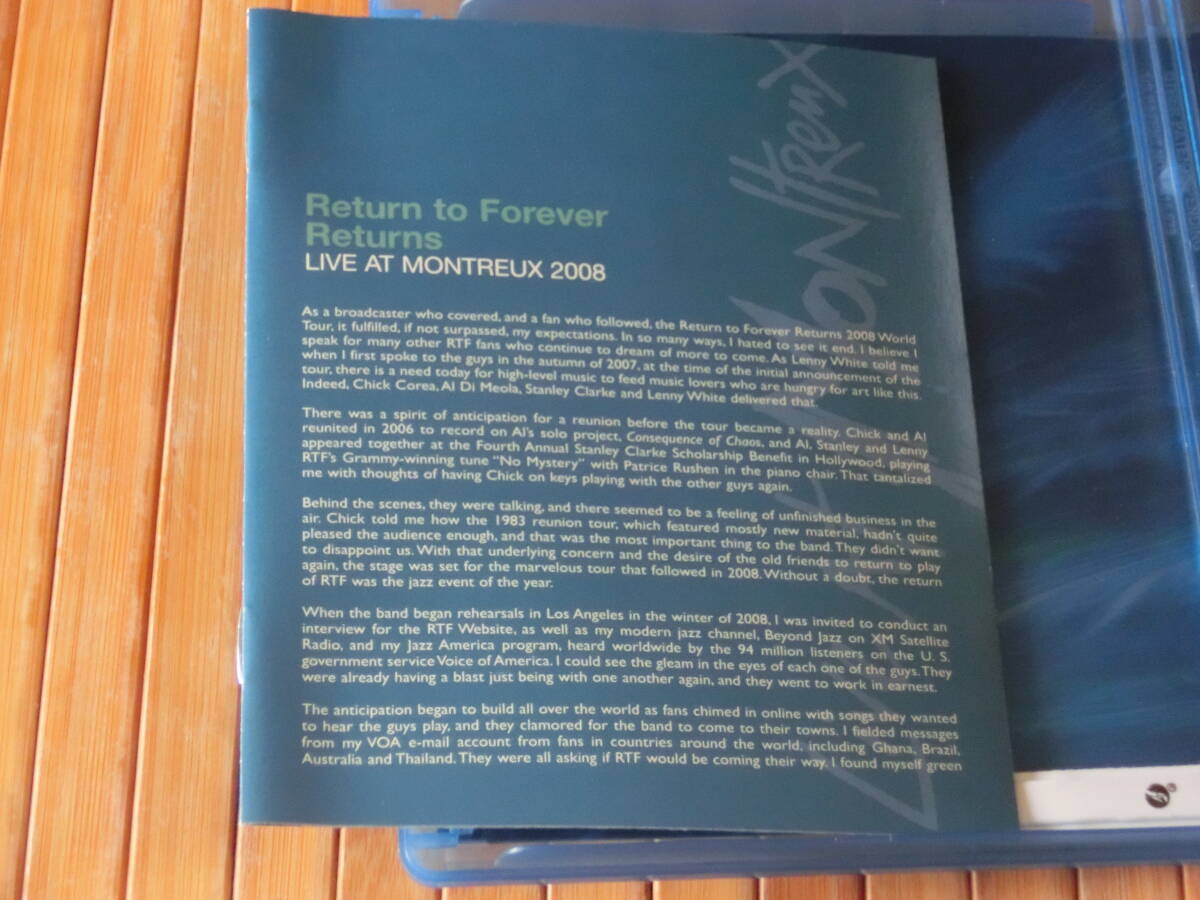 MONTREUX
Return to Forever
Returns
LIVE AT MONTREUX 2008
As a broadcaster who covered, and a fan who followed, the Return to Forever Returns 2008 World
Tour, it fulfilled, if not surpassed, my expectations. In so many ways, I hated to see it end. I believe I
speak for many other RTF fans who continue to dream of more to come. As Lenny White told me
when I first spoke to the guys in the autumn of 2007, at the time of the initial announcement of the
tour, there is a need today for high-level music to feed music lovers who are hungry for art like this.
Indeed, Chick Corea, Al Di Meola, Stanley Clarke and Lenny White delivered that.
There was a spirit of anticipation for a reunion before the tour became a reality. Chick and Al
reunited in 2006 to record on Al's solo project, Consequence of Chaos, and Al, Stanley and Lenny
appeared together at the Fourth Annual Stanley Clarke Scholarship Benefit in Hollywood, playing
RTF's Grammy-winning tune "No Mystery" with Patrice Rushen in the piano chair. That tantalized
me with thoughts of having Chick on keys playing with the other guys again.
Behind the scenes, they were talking, and there seemed to be a feeling of unfinished business in the
air. Chick told me how the 1983 reunion tour, which featured mostly new material, hadn't quite
pleased the audience enough, and that was the most important thing to the band. They didn't want
to disappoint us. With that underlying concern and the desire of the old friends to return to play
again, the stage was set for the marvelous tour that followed in 2008. Without a doubt, the return
of RTF was the jazz event of the year.
When the band began rehearsals in Los Angeles in the winter of 2008, I was invited to conduct an
interview for the RTF Website, as well as my modern jazz channel, Beyond Jazz on XM Satellite
Radio, and my Jazz America program, heard worldwide by the 94 million listeners on the U. S.
government service Voice of America. I could see the gleam in the eyes of each one of the guys. They
were already having a blast just being with one another again, and they went to work in earnest.
The anticipation began to build all over the world as fans chimed in online with songs they wanted
to hear the guys play, and they clamored for the band to come to their towns. I fielded messages
from my VOA e-mail account from fans in countries around the world, including Ghana, Brazil,
Australia and Thailand. They were all asking if RTF would be coming their way. I found myself green